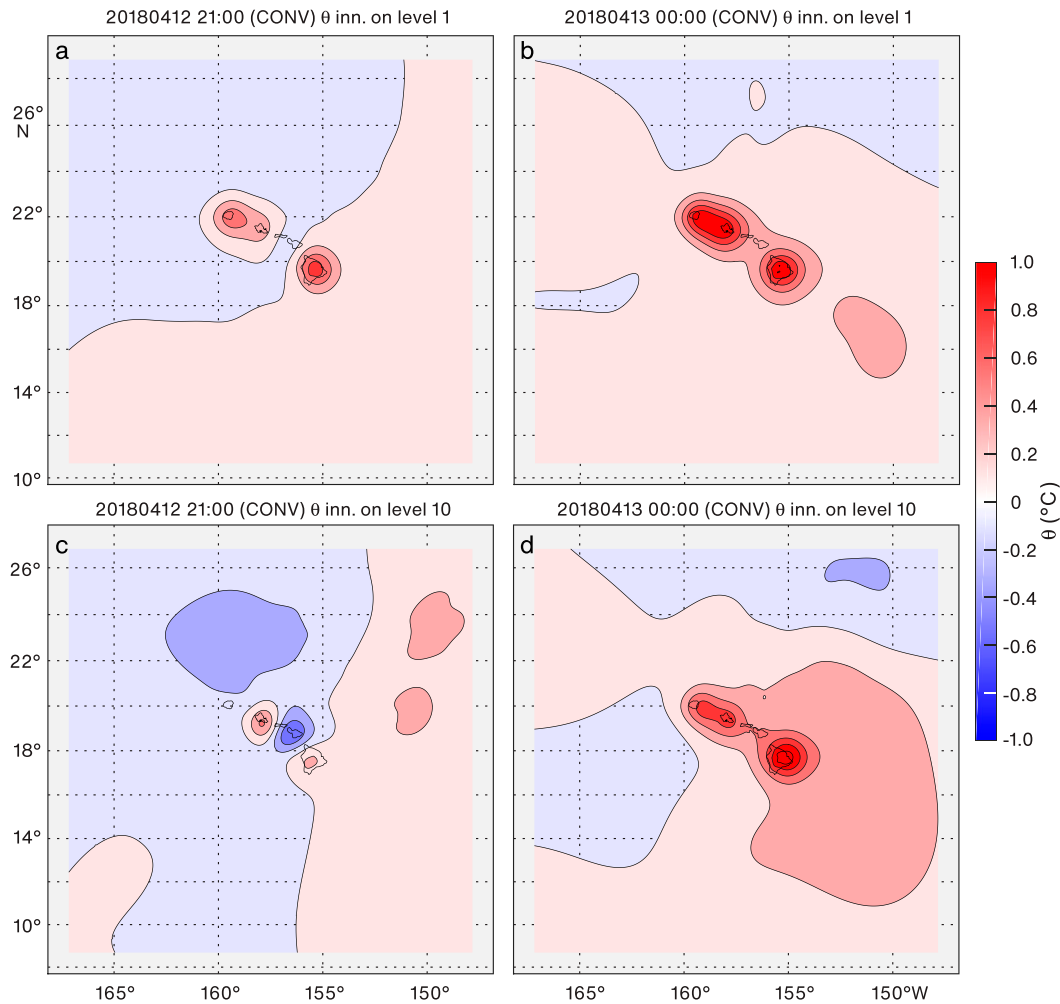 20180412 21:00 (CONV) θ inn. on level 1
20180413 00:00 (CONV) θ inn. on level 1
a
b
26°
N
22°
18°
14°
10°
1.0
0.8
0.6
0.4
0.2
0
-0.2
-0.4
-0.6
-0.8
-1.0
θ (°C)
20180412 21:00 (CONV) θ inn. on level 10
20180413 00:00 (CONV) θ inn. on level 10
c
d
26°
22°
18°
14°
10°
165° 160° 155° 150°
165° 160° 155° 150°W